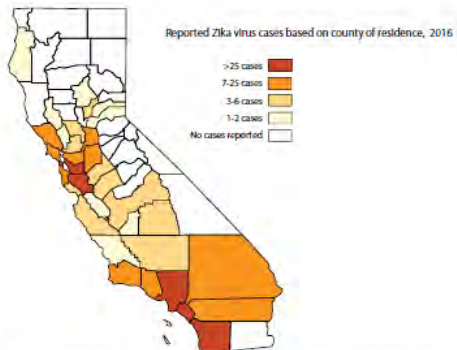 Reported Zika virus cases based on county of residence, 2016
>25 cases
7-25 cases
3-6 cases
1-2 cases
No cases reported